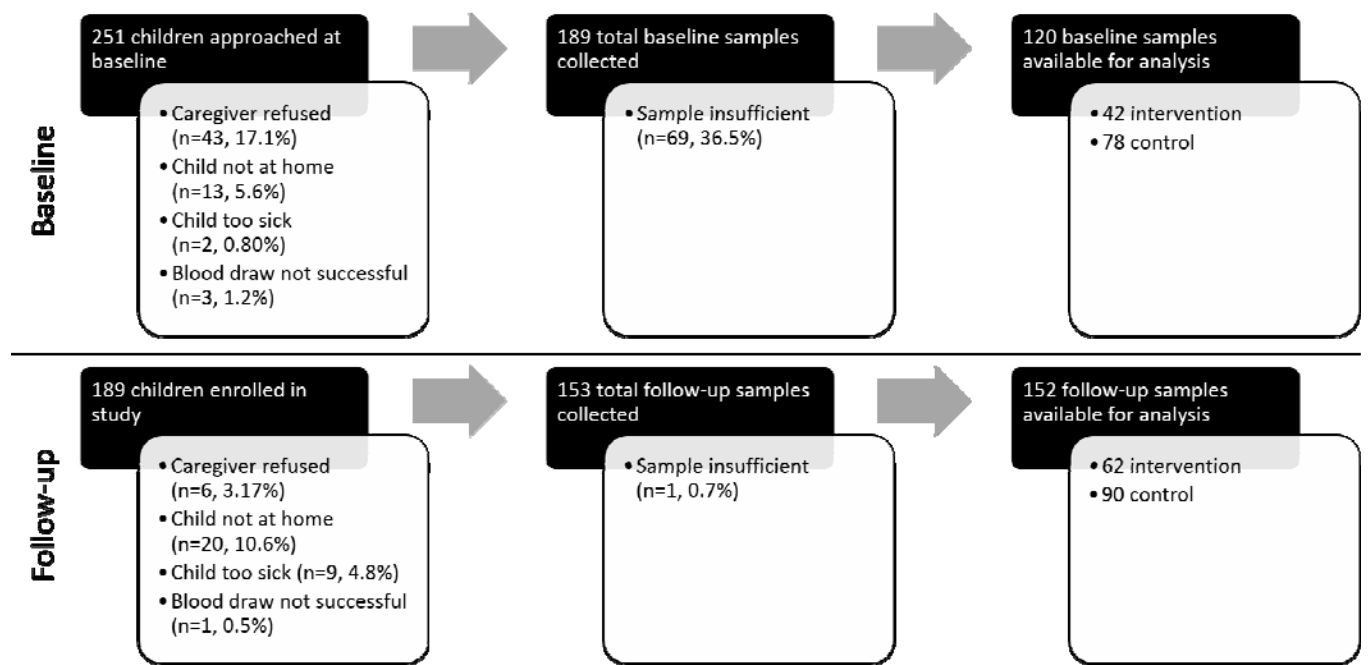 Baseline
251 children approached at
baseline
• Caregiver refused
(n=43, 17.1%)
• Child not at home
(n=13, 5.6%)
• Child too sick
(n=2, 0.80%)
• Blood draw not successful
(n=3, 1.2%)
189 total baseline samples
collected
• Sample insufficient
(n=69, 36.5%)
120 baseline samples
available for analysis
• 42 intervention
• 78 control
Follow-up
189 children enrolled in
study
• Caregiver refused
(n=6, 3.17%)
• Child not at home
(n=20, 10.6%)
• Child too sick (n=9, 4.8%)
• Blood draw not successful
(n=1, 0.5%)
153 total follow-up samples
collected
• Sample insufficient
(n=1, 0.7%)
152 follow-up samples
available for analysis
• 62 intervention
• 90 control